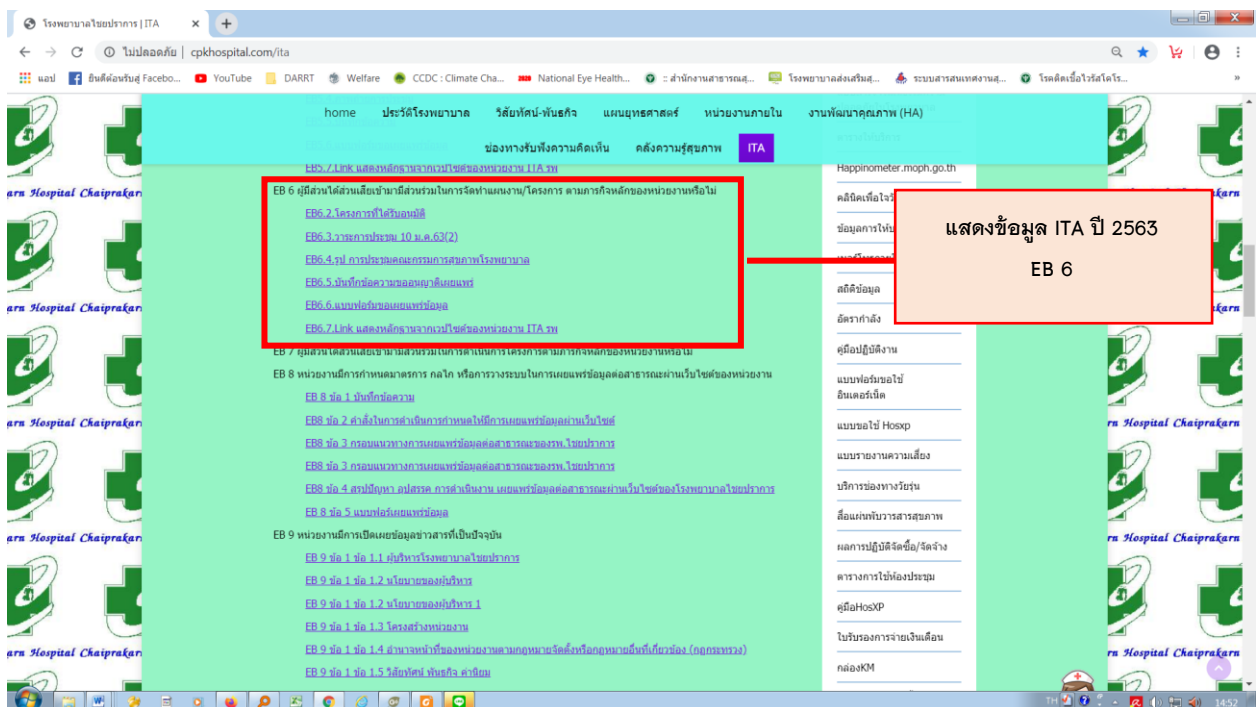 โรงพยาบาลไชยปราการ | ITA
ไม่ปลอดภัย | cpkhospital.com/ita
แอป ยินดีต้อนรับสู่ Facebo... YouTube DARRT Welfare CCDC : Climate Cha... National Eye Health... :: สำนักงานสาธารณสุ... โรงพยาบาลส่งเสริมสุ... ระบบสารสนเทศงานสุ... โรคติดเชื้อไวรัสโคโร... »
home ประวัติโรงพยาบาล วิสัยทัศน์-พันธกิจ แผนยุทธศาสตร์ หน่วยงานภายใน งานพัฒนาคุณภาพ (HA)
ช่องทางรับฟังความคิดเห็น คลังความรู้สุขภาพ ITA
EB5.7.Link แสดงหลักฐานจากเวปไซต์ของหน่วยงาน ITA รพ
EB 6 ผู้มีส่วนได้ส่วนเสียเข้ามามีส่วนร่วมในการจัดทำแผนงาน/โครงการ ตามภารกิจหลักของหน่วยงานหรือไม่
EB6.2.โครงการที่ได้รับอนุมัติ
EB6.3.วาระการประชุม 10 ม.ค.63(2)
EB6.4.รูป การประชุมคณะกรรมการสุขภาพโรงพยาบาล
EB6.5.บันทึกข้อความขออนุญาติเผยแพร่
EB6.6.แบบฟอร์มขอเผยแพร่ข้อมูล
EB6.7.Link แสดงหลักฐานจากเวปไซต์ของหน่วยงาน ITA รพ
EB 7 ผู้มีส่วนได้ส่วนเสียเข้ามามีส่วนร่วมในการดำเนินการโครงการตามภารกิจหลักของหน่วยงานหรือไม่
EB 8 หน่วยงานมีการกำหนดมาตรการ กลไก หรือการวางระบบในการเผยแพร่ข้อมูลต่อสาธารณะผ่านเว็บไซต์ของหน่วยงาน
EB 8 ข้อ 1 บันทึกข้อความ
EB8 ข้อ 2 คำสั่งในการดำเนินการกำหนดให้มีการเผยแพร่ข้อมูลผ่านเว็บไซต์
EB8 ข้อ 3 กรอบแนวทางการเผยแพร่ข้อมูลต่อสาธารณะของรพ.ไชยปราการ
EB8 ข้อ 3 กรอบแนวทางการเผยแพร่ข้อมูลต่อสาธารณะของรพ.ไชยปราการ
EB8 ข้อ 4 สรุปปัญหา อุปสรรค การดำเนินงาน เผยแพร่ข้อมูลต่อสาธารณะผ่านเว็บไซต์ของโรงพยาบาลไชยปราการ
EB 8 ข้อ 5 แบบฟอร์มเผยแพร่ข้อมูล
EB 9 หน่วยงานมีการเปิดเผยข้อมูลข่าวสารที่เป็นปัจจุบัน
EB 9 ข้อ 1 ข้อ 1.1 ผู้บริหารโรงพยาบาลไชยปราการ
EB 9 ข้อ 1 ข้อ 1.2 นโยบายของผู้บริหาร
EB 9 ข้อ 1 ข้อ 1.2 นโยบายของผู้บริหาร 1
EB 9 ข้อ 1 ข้อ 1.3 โครงสร้างหน่วยงาน
EB 9 ข้อ 1 ข้อ 1.4 อำนาจหน้าที่ของหน่วยงานตามกฎหมายจัดตั้งหรือกฎหมายอื่นที่เกี่ยวข้อง (กฎกระทรวง)
EB 9 ข้อ 1 ข้อ 1.5 วิสัยทัศน์ พันธกิจ ค่านิยม
Happinometer.moph.go.th
คลินิคเพื่อใจวั
ข้อมูลการให้บ
สถิติข้อมูล
อัตรากำลัง
คู่มือปฏิบัติงาน
แบบฟอร์มขอใช้
อินเตอร์เน็ต
แบบขอใช้ Hosxp
แบบรายงานความเสี่ยง
บริการช่องทางวัยรุ่น
สื่อแผ่นพับวารสารสุขภาพ
ผลการปฏิบัติจัดซื้อ/จัดจ้าง
ตารางการใช้ห้องประชุม
คู่มือHosXP
ใบรับรองการจ่ายเงินเดือน
กล่องKM
แสดงข้อมูล ITA ปี 2563
EB 6
arn Hospital Chaiprakarn
TH 14:52